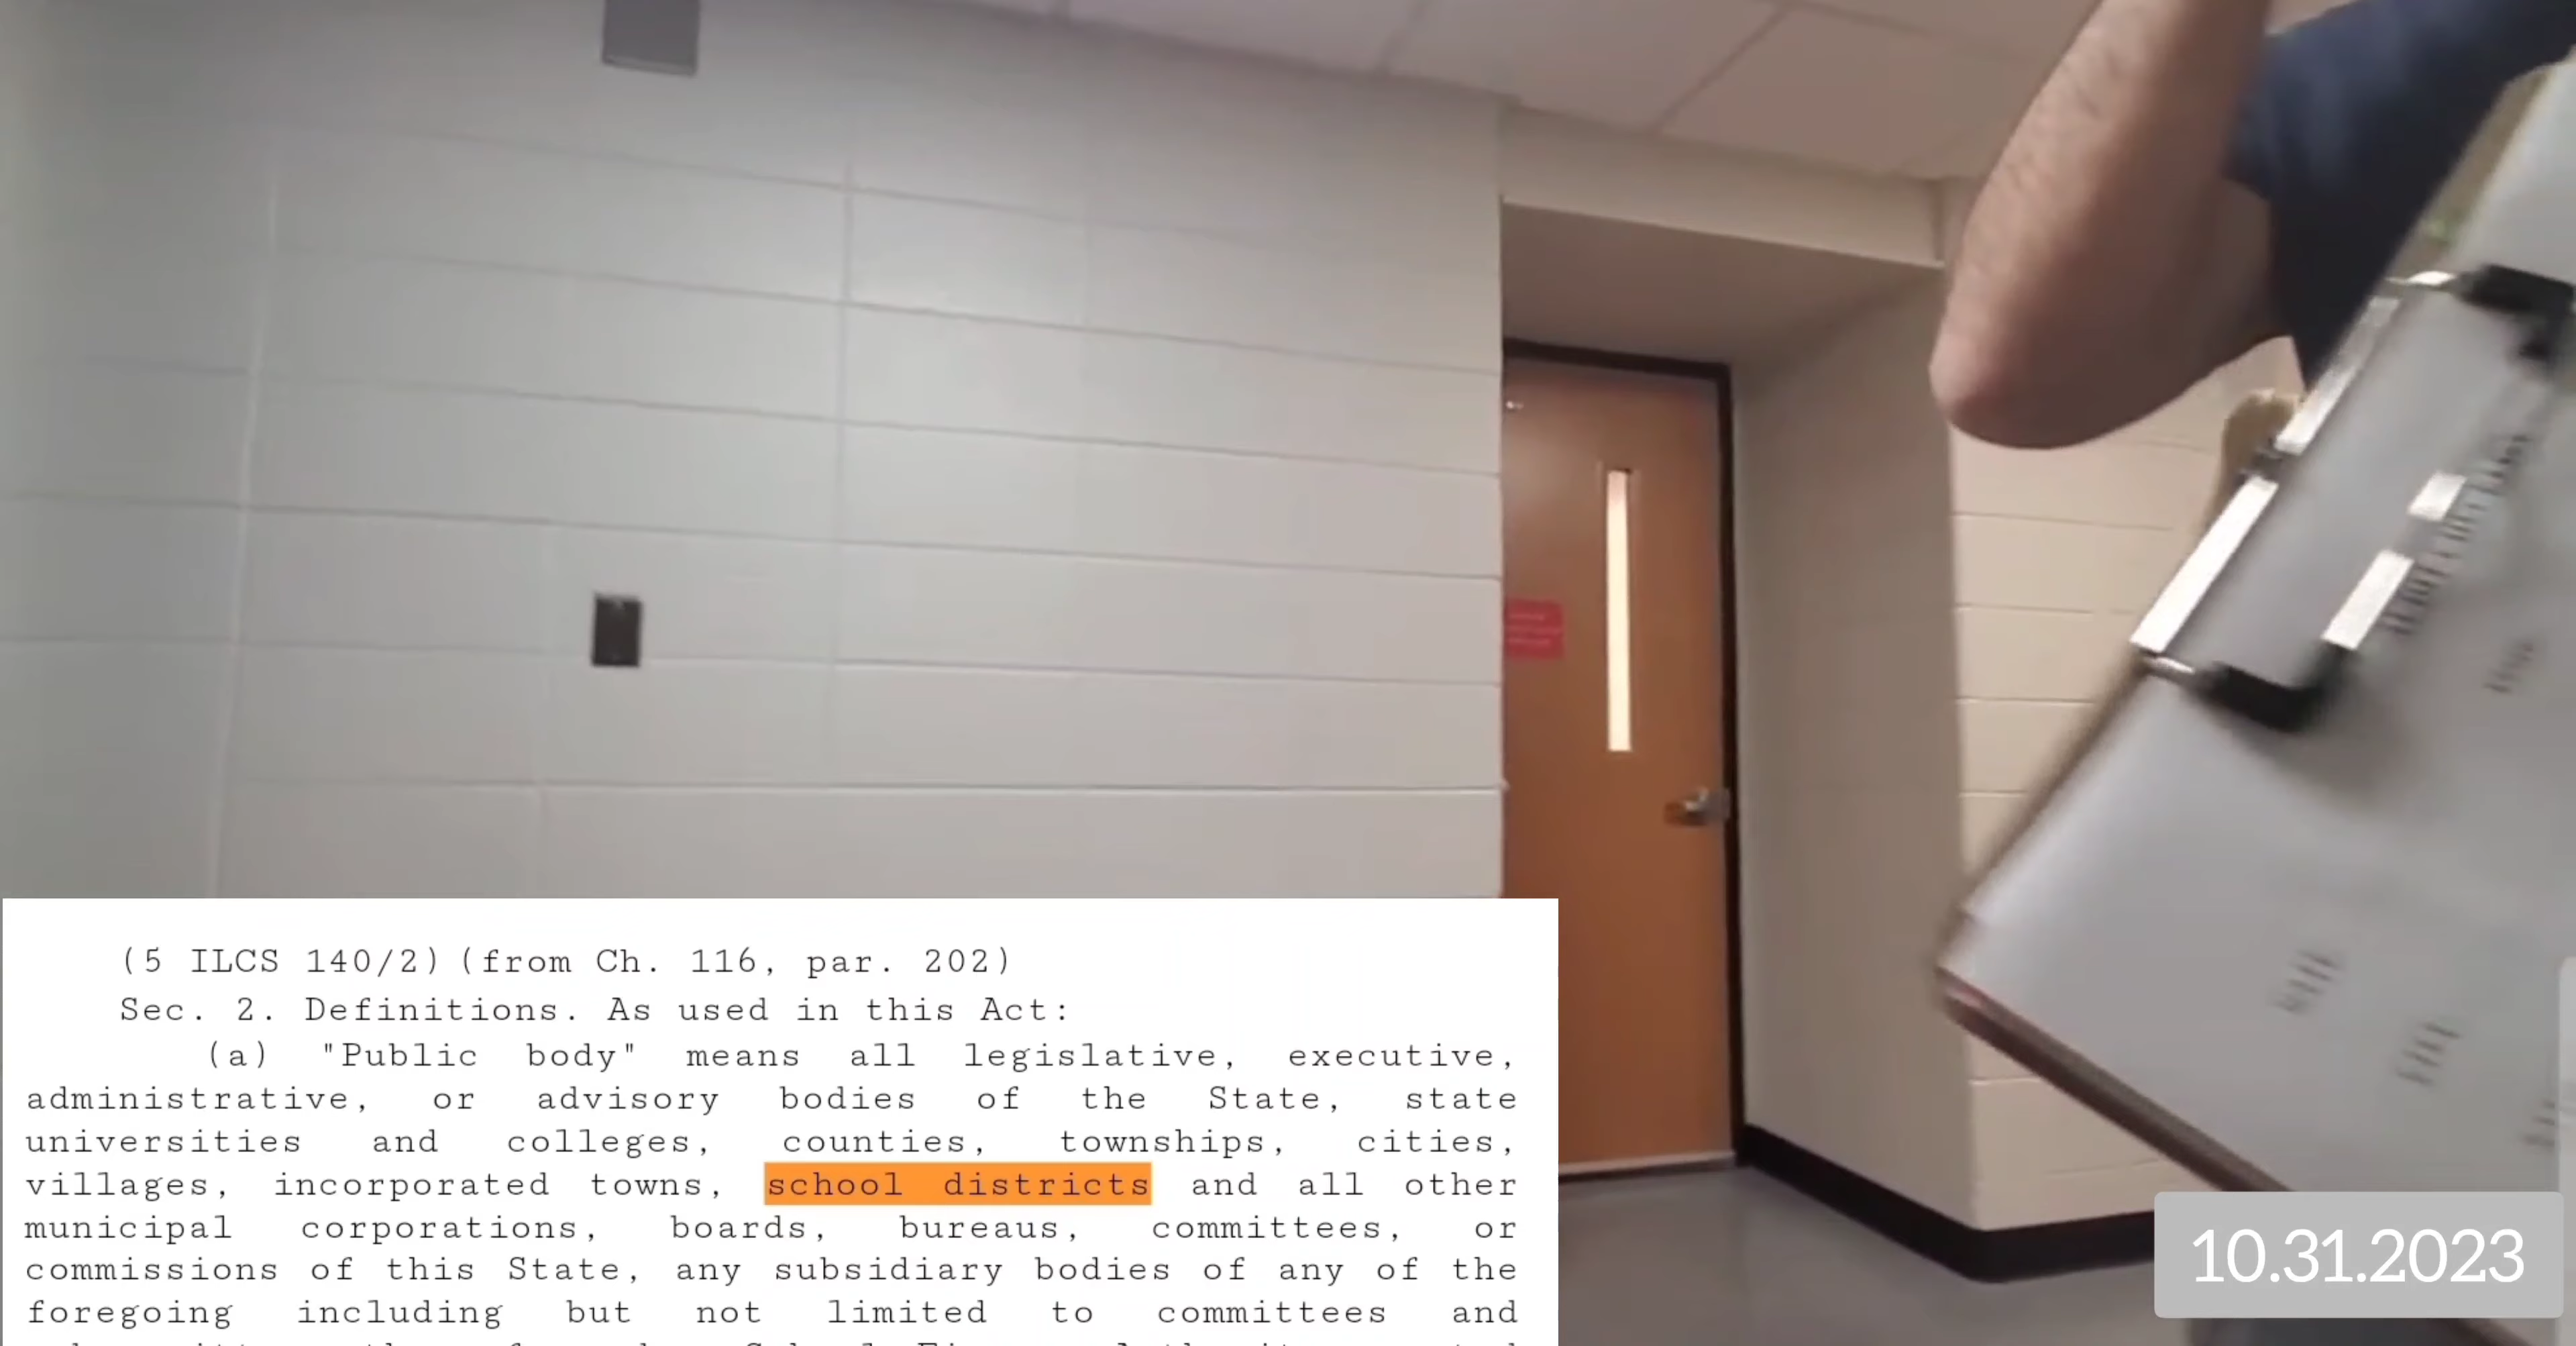 (5 ILCS 140/2) (from Ch. 116, par. 202)
Sec. 2. Definitions. As used in this Act:
(a) "Public body" means all legislative, executive,
administrative, or advisory bodies of the State, state
universities and colleges, counties, townships, cities,
villages, incorporated towns, school districts and all other
municipal corporations, boards, bureaus, committees, or
commissions of this State, any subsidiary bodies of any of the
foregoing including but not limited to committees and
10.31.2023